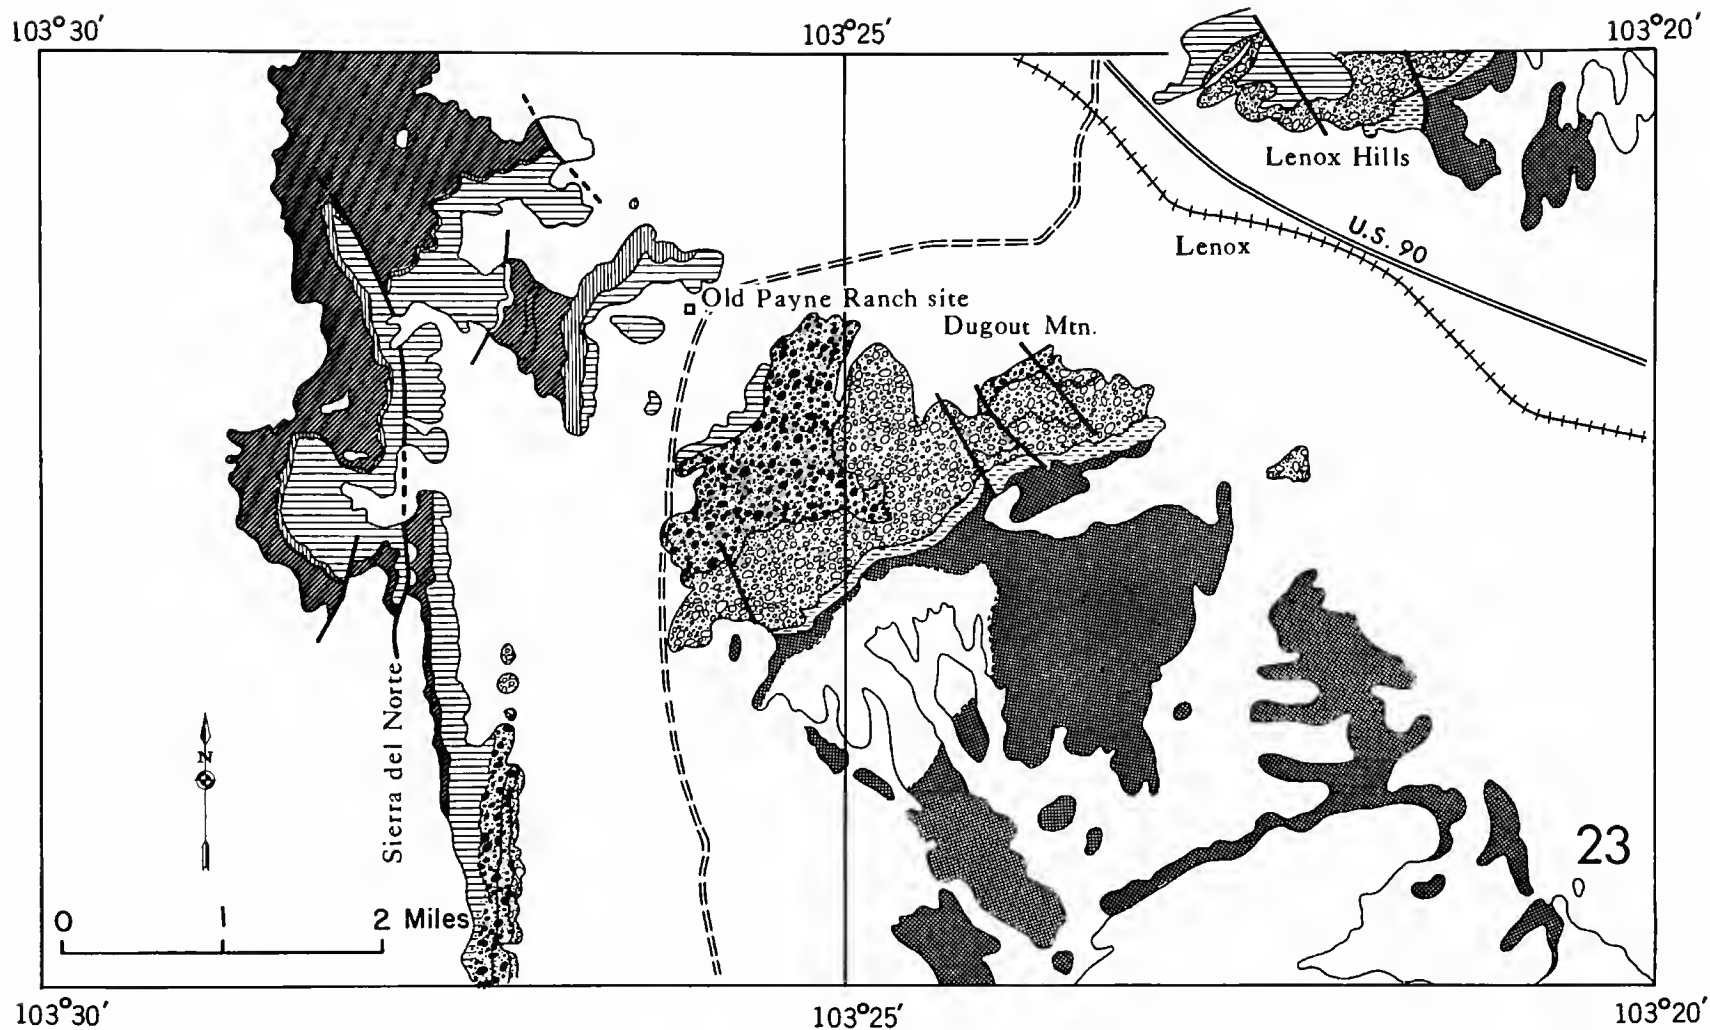 103°30′
103°25′
103°20′
Lenox Hills
U.S. 90
Lenox
Old Payne Ranch site
Dugout Mtn.
Sierra del Norte
N
23
0 1 2 Miles
103°30′
103°25′
103°20′